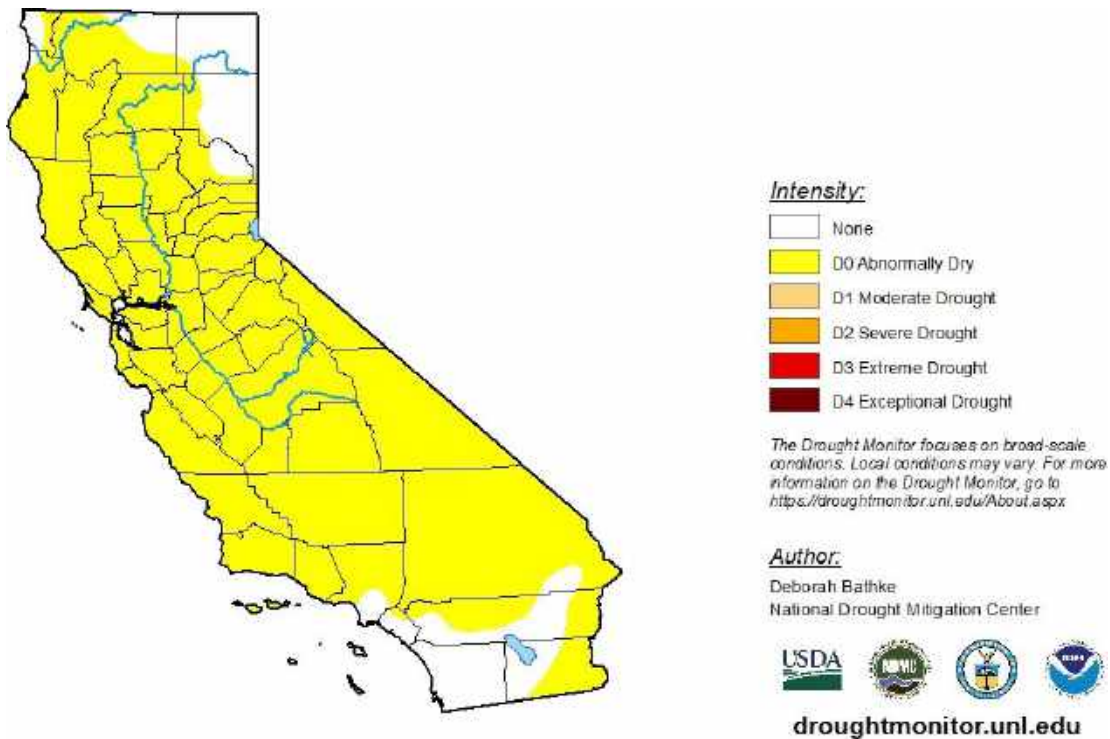 Intensity:
None
D0 Abnormally Dry
D1 Moderate Drought
D2 Severe Drought
D3 Extreme Drought
D4 Exceptional Drought
The Drought Monitor focuses on broad-scale
conditions. Local conditions may vary. For more
information on the Drought Monitor, go to
https://droughtmonitor.unl.edu/About.aspx
Author:
Deborah Bathke
National Drought Mitigation Center
USDA
NDMC
NOAA
droughtmonitor.unl.edu